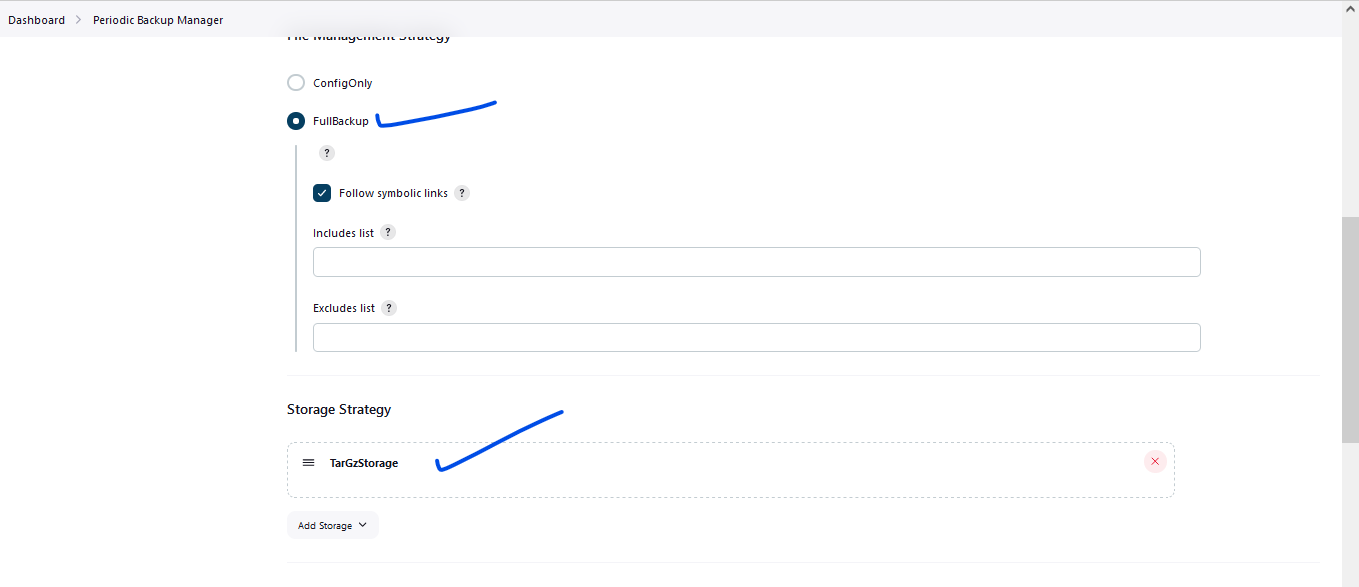 Dashboard > Periodic Backup Manager
File Management Strategy
ConfigOnly
FullBackup
?
Follow symbolic links ?
Includes list ?
Excludes list ?
Storage Strategy
TarGzStorage
Add Storage